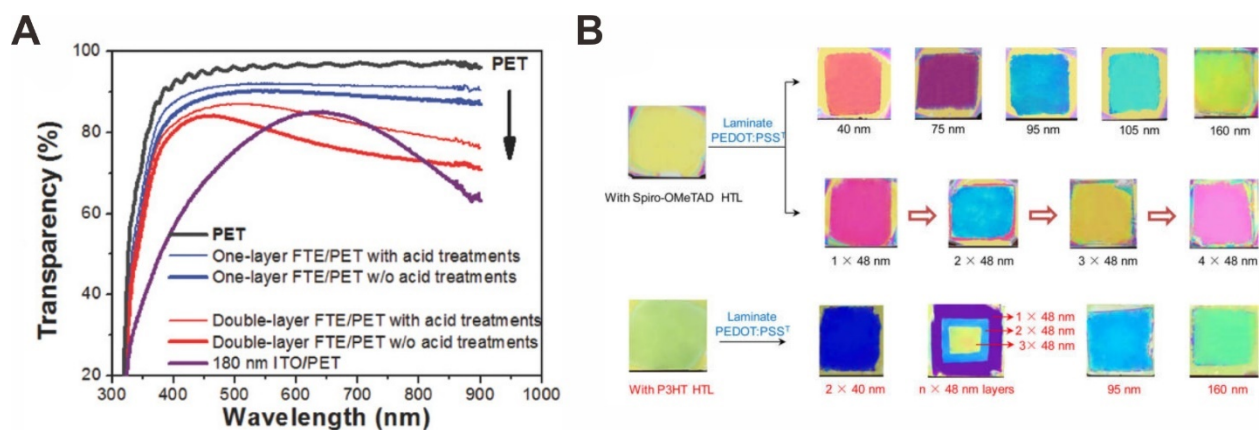 A
100
80
60
40
20
Transparency (%)
PET
PET
One-layer FTE/PET with acid treatments
One-layer FTE/PET w/o acid treatments
Double-layer FTE/PET with acid treatments
Double-layer FTE/PET w/o acid treatments
180 nm ITO/PET
300 400 500 600 700 800 900 1000
Wavelength (nm)
B
Laminate
PEDOT:PSSᵀ
With Spiro-OMeTAD HTL
40 nm
75 nm
95 nm
105 nm
160 nm
1 × 48 nm
2 × 48 nm
3 × 48 nm
4 × 48 nm
Laminate
PEDOT:PSSᵀ
With P3HT HTL
2 × 40 nm
1 × 48 nm
2 × 48 nm
3× 48 nm
n × 48 nm layers
95 nm
160 nm